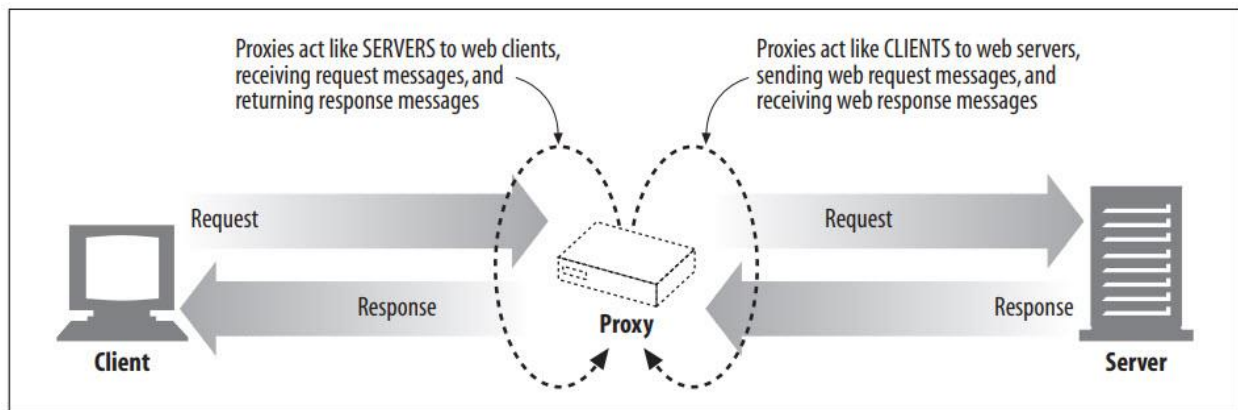 Proxies act like SERVERS to web clients,
receiving request messages, and
returning response messages
Proxies act like CLIENTS to web servers,
sending web request messages, and
receiving web response messages
Request
Request
Response
Response
Proxy
Client
Server